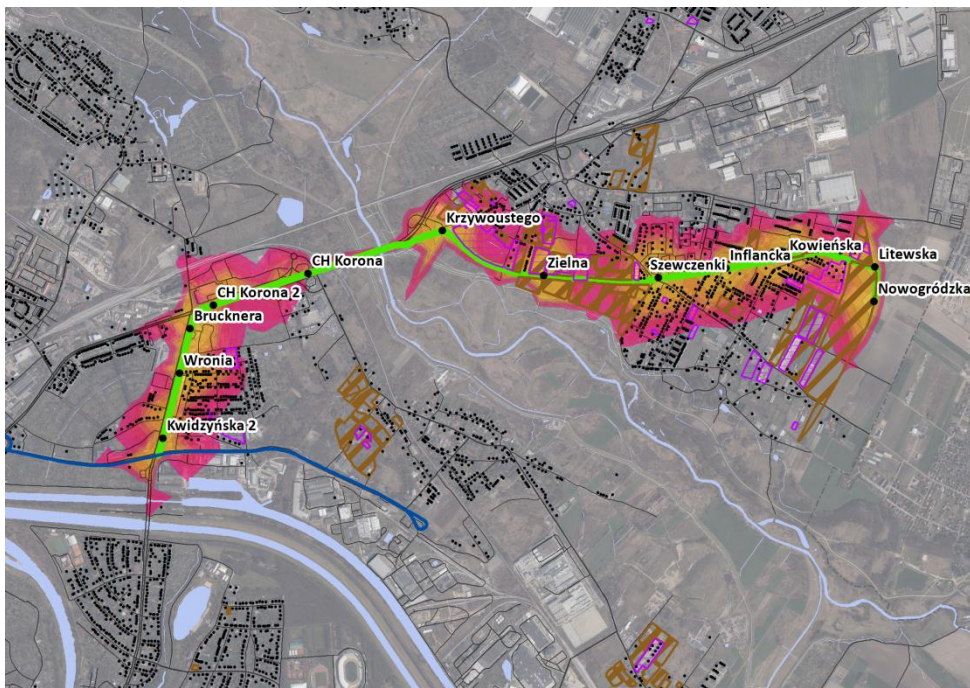 Krzywoustego
Kowieńska
Inflancka
Litewska
CH Korona
Zielna
Szewczenki
Nowogródzka
CH Korona 2
Brucknera
Wronia
Kwidzyńska 2